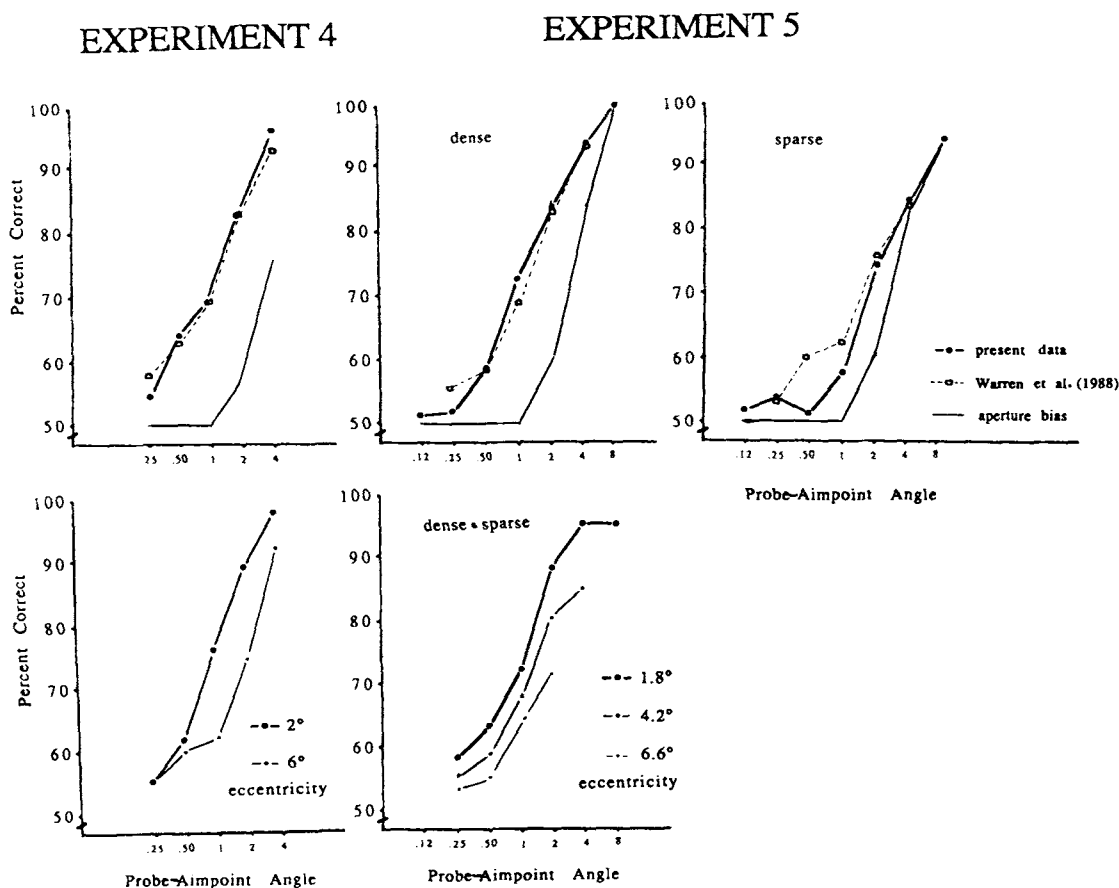 EXPERIMENT 4
EXPERIMENT 5
100
90
80
70
60
50
Percent Correct
.25 .50 1 2 4
100
90
80
70
60
50
dense
.12 .25 .50 1 2 4 8
100
90
80
70
60
50
sparse
present data
Warren et al. (1988)
aperture bias
.12 .25 .50 1 2 4 8
Probe-Aimpoint Angle
100
90
80
70
60
50
Percent Correct
2°
6°
eccentricity
.25 .50 1 2 4
Probe-Aimpoint Angle
100
90
80
70
60
50
dense + sparse
1.8°
4.2°
6.6°
eccentricity
.12 .25 .50 1 2 4 8
Probe-Aimpoint Angle